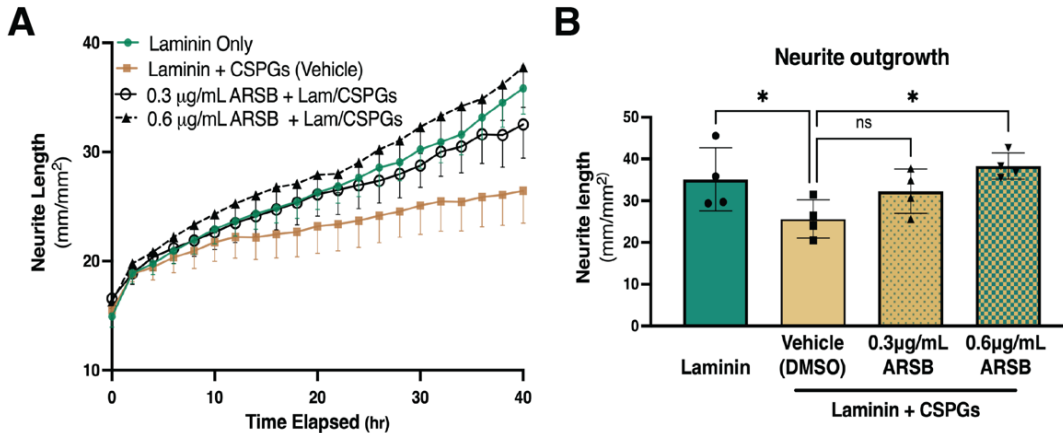 A
Laminin Only
Laminin + CSPGs (Vehicle)
0.3 µg/mL ARSB + Lam/CSPGs
0.6 µg/mL ARSB + Lam/CSPGs
Neurite Length
(mm/mm²)
40
30
20
10
0 10 20 30 40
Time Elapsed (hr)
B
Neurite outgrowth
* *
ns
Neurite length
(mm/mm²)
50
40
30
20
10
0
Laminin
Vehicle
(DMSO)
0.3µg/mL
ARSB
0.6µg/mL
ARSB
Laminin + CSPGs